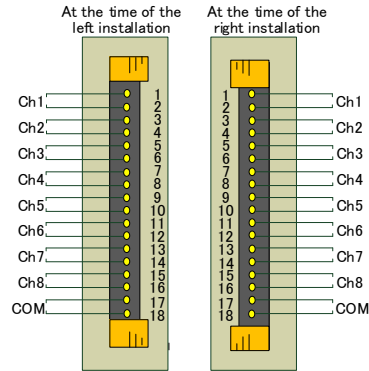 At the time of the
left installation
At the time of the
right installation
Ch1
Ch2
Ch3
Ch4
Ch5
Ch6
Ch7
Ch8
COM
1
2
3
4
5
6
7
8
9
10
11
12
13
14
15
16
17
18
1
2
3
4
5
6
7
8
9
10
11
12
13
14
15
16
17
18
Ch1
Ch2
Ch3
Ch4
Ch5
Ch6
Ch7
Ch8
COM